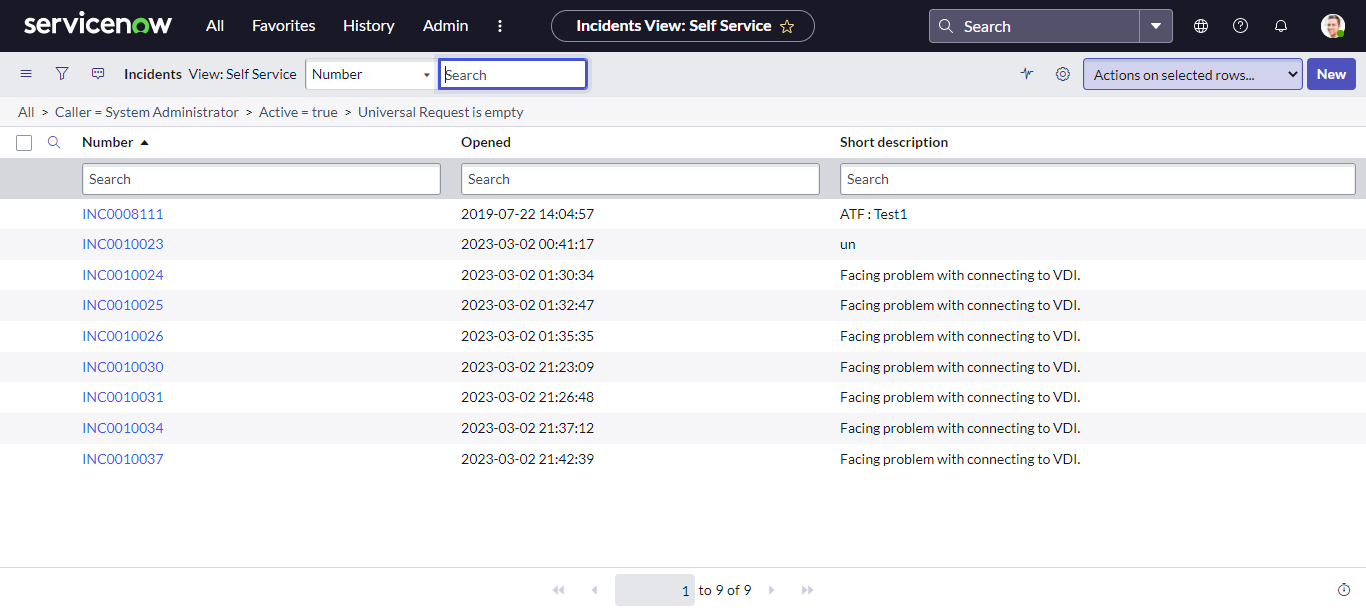 servicenow All Favorites History Admin Incidents View: Self Service Search
Incidents View: Self Service Number Search Actions on selected rows... New
All > Caller = System Administrator > Active = true > Universal Request is empty
Number Opened Short description
Search Search Search
INC0008111 2019-07-22 14:04:57 ATF : Test1
INC0010023 2023-03-02 00:41:17 un
INC0010024 2023-03-02 01:30:34 Facing problem with connecting to VDI.
INC0010025 2023-03-02 01:32:47 Facing problem with connecting to VDI.
INC0010026 2023-03-02 01:35:35 Facing problem with connecting to VDI.
INC0010030 2023-03-02 21:23:09 Facing problem with connecting to VDI.
INC0010031 2023-03-02 21:26:48 Facing problem with connecting to VDI.
INC0010034 2023-03-02 21:37:12 Facing problem with connecting to VDI.
INC0010037 2023-03-02 21:42:39 Facing problem with connecting to VDI.
1 to 9 of 9